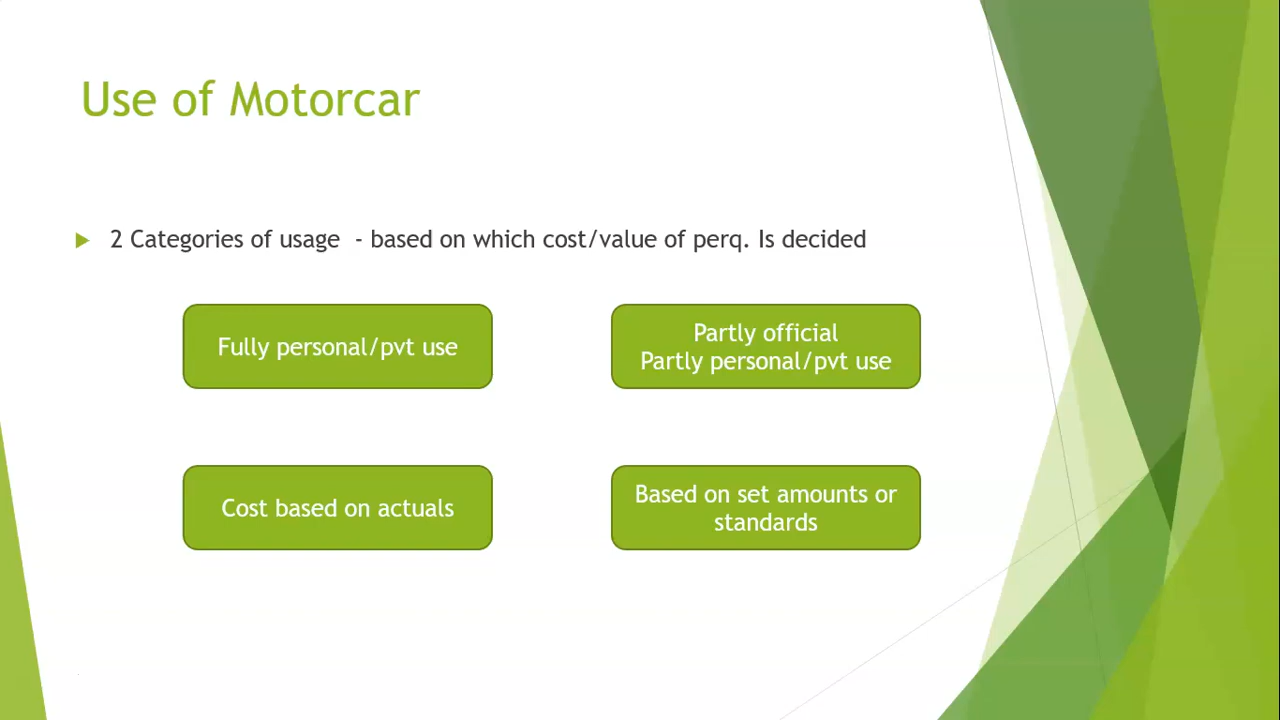 Use of Motorcar
2 Categories of usage - based on which cost/value of perq. Is decided
Fully personal/pvt use
Partly official
Partly personal/pvt use
Cost based on actuals
Based on set amounts or
standards